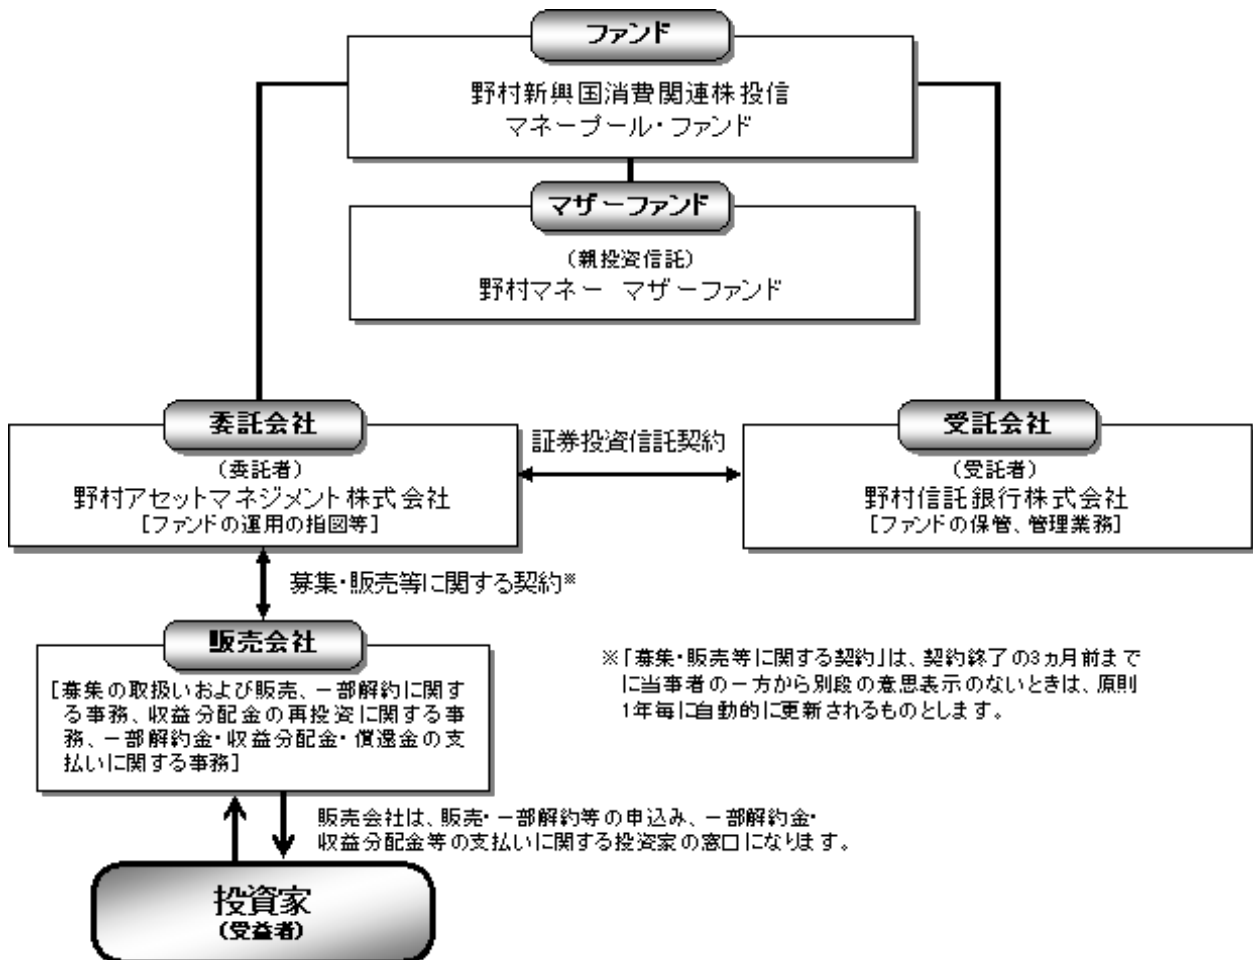 ファンド
野村新興国消費関連株投信
マネープール・ファンド
マザーファンド
（親投資信託）
野村マネー マザーファンド
委託会社
（委託者）
野村アセットマネジメント株式会社
［ファンドの運用の指図等］
証券投資信託契約
受託会社
（受託者）
野村信託銀行株式会社
［ファンドの保管、管理業務］
募集・販売等に関する契約※
販売会社
［募集の取扱いおよび販売、一部解約に関す
る事務、収益分配金の再投資に関する事
務、一部解約金・収益分配金・償還金の支
払いに関する事務］
※「募集・販売等に関する契約」は、契約終了の3ヵ月前まで
に当事者の一方から別段の意思表示のないときは、原則
1年毎に自動的に更新されるものとします。
販売会社は、販売・一部解約等の申込み、一部解約金・
収益分配金等の支払いに関する投資家の窓口になります。
投資家
（受益者）